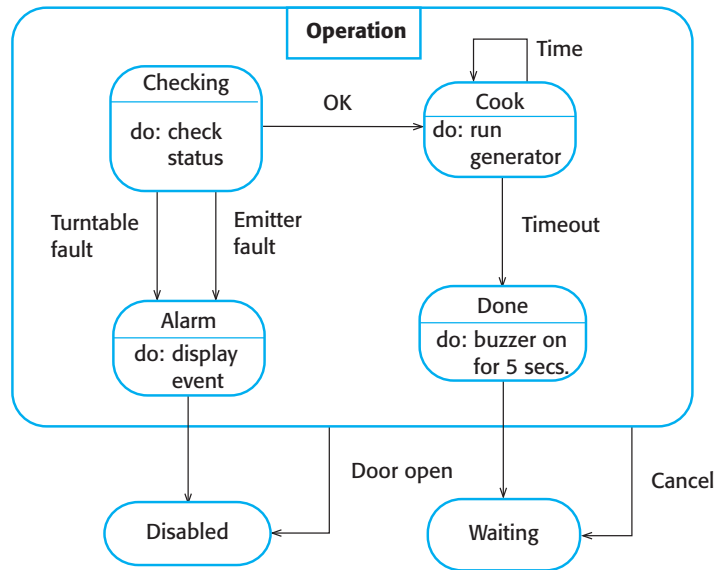 Operation
Checking
do: check
status
OK
Time
Cook
do: run
generator
Turntable
fault
Emitter
fault
Timeout
Alarm
do: display
event
Done
do: buzzer on
for 5 secs.
Door open
Cancel
Disabled
Waiting